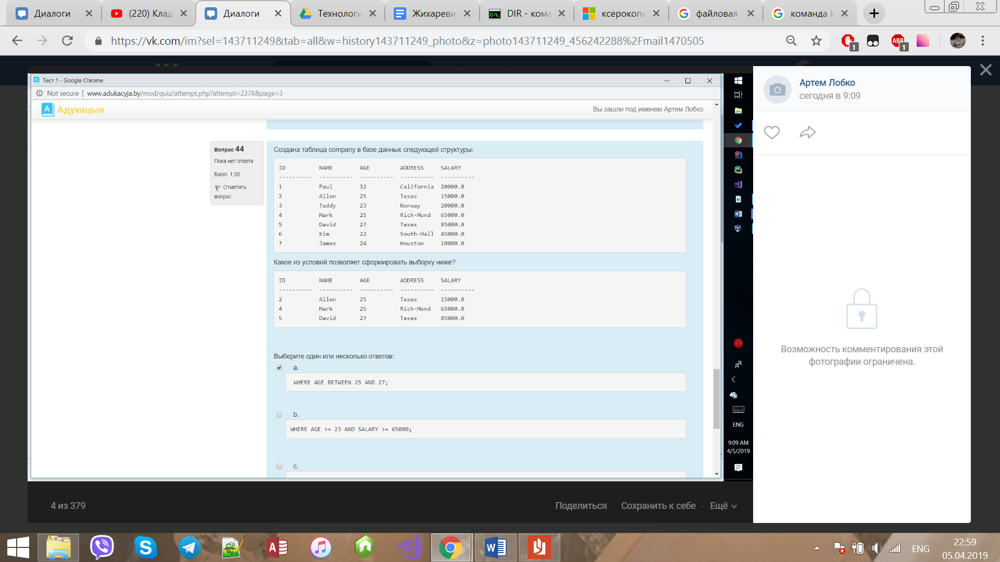 Диалоги
(220) Клад
Диалоги
Технологи
Жихареви
DIR - кома
ксерокопи
файловая
команда k
https://vk.com/im?sel=143711249&tab=all&w=history143711249_photo&z=photo143711249_456242288%2Fmail1470505
1
ABP
1
Тест 1 - Google Chrome
Not secure | www.adukacyja.by/mod/quiz/attempt.php?attempt=2378&page=3
A Адукацыя
Вы зашли под именем Артем Лобко
Вопрос 44
Пока нет ответа
Балл: 1,00
Отметить
вопрос
Создана таблица company в базе данных следующей структуры:
ID NAME AGE ADDRESS SALARY
---------- ---------- ---------- ---------- ----------
1 Paul 32 California 20000.0
2 Allen 25 Texas 15000.0
3 Teddy 23 Norway 20000.0
4 Mark 25 Rich-Mond 65000.0
5 David 27 Texas 85000.0
6 Kim 22 South-Hall 45000.0
7 James 24 Houston 10000.0
Какое из условий позволяет сформировать выборку ниже?
ID NAME AGE ADDRESS SALARY
---------- ---------- ---------- ---------- ----------
2 Allen 25 Texas 15000.0
4 Mark 25 Rich-Mond 65000.0
5 David 27 Texas 85000.0
Выберите один или несколько ответов:
a.
WHERE AGE BETWEEN 25 AND 27;
b.
WHERE AGE >= 23 AND SALARY >= 65000;
c.
ENG
9:09 AM
4/5/2019
Артем Лобко
сегодня в 9:09
Возможность комментирования этой
фотографии ограничена.
4 из 379
Поделиться · Сохранить к себе · Ещё
ENG
22:59
05.04.2019